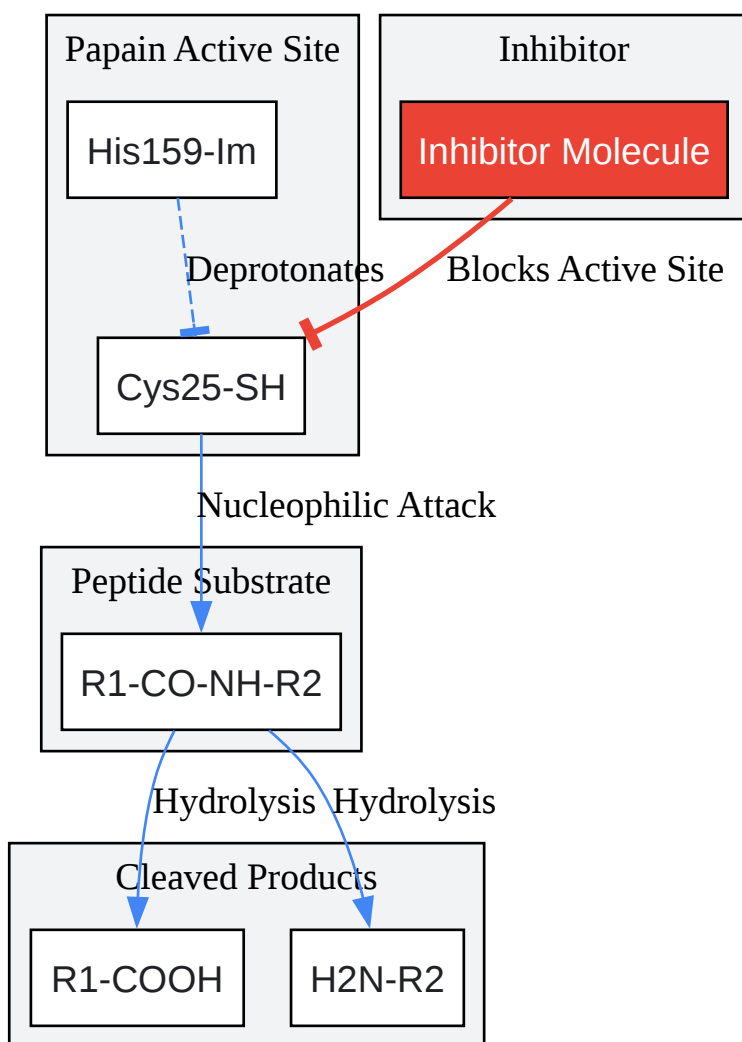 Papain Active Site
Inhibitor
His159-Im
Inhibitor Molecule
Deprotonates
Blocks Active Site
Cys25-SH
Nucleophilic Attack
Peptide Substrate
R1-CO-NH-R2
Hydrolysis
Hydrolysis
Cleaved Products
R1-COOH
H2N-R2